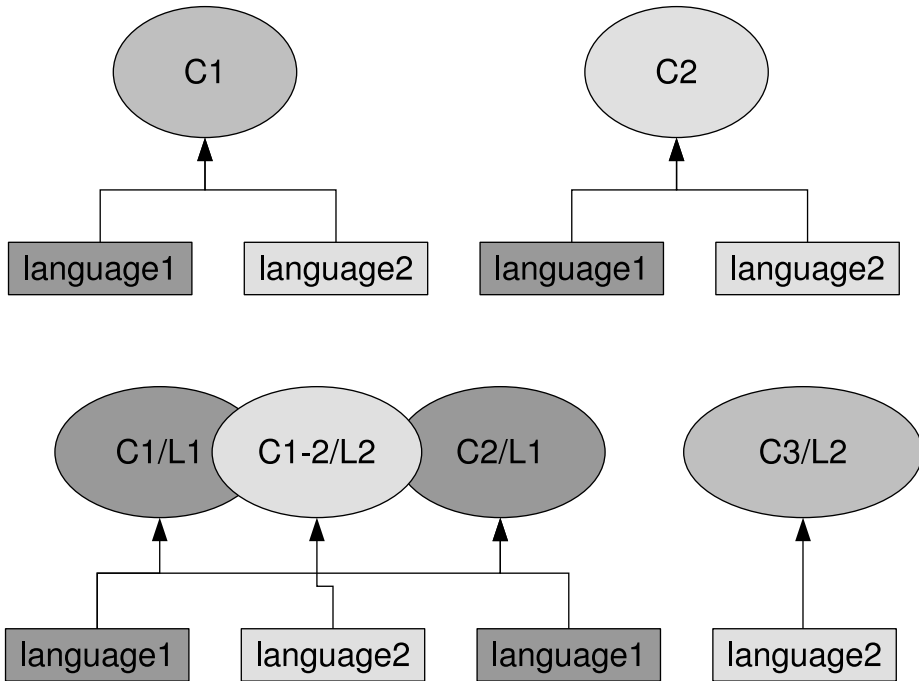 C1
C2
language1
language2
language1
language2
C1/L1
C1-2/L2
C2/L1
C3/L2
language1
language2
language1
language2